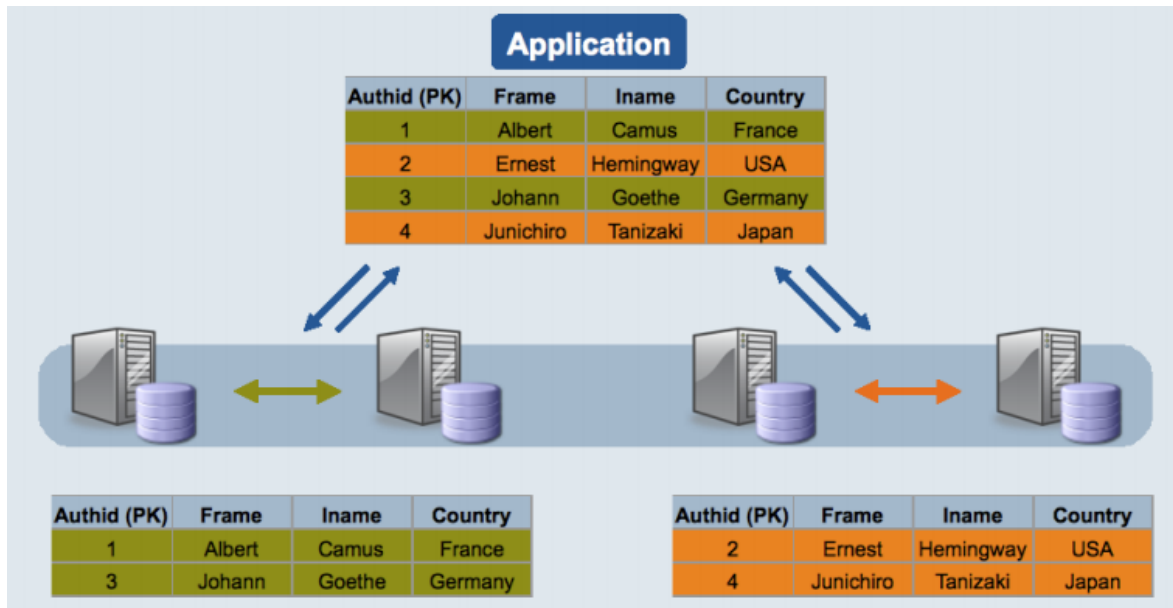 Application
Authid (PK) Frame Iname Country
1 Albert Camus France
2 Ernest Hemingway USA
3 Johann Goethe Germany
4 Junichiro Tanizaki Japan
Authid (PK) Frame Iname Country
1 Albert Camus France
3 Johann Goethe Germany
Authid (PK) Frame Iname Country
2 Ernest Hemingway USA
4 Junichiro Tanizaki Japan